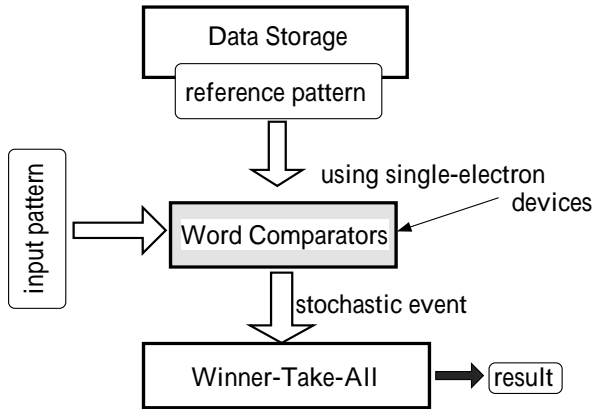 Data Storage
reference pattern
using single-electron
devices
input pattern
Word Comparators
stochastic event
Winner-Take-All
result